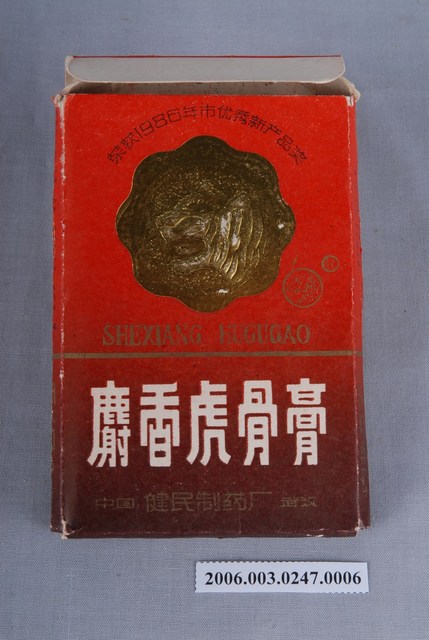 荣获1986年市优秀新产品奖
SHEXIANG HUGUGAO
麝香虎骨膏
中国 健民制药厂 武汉
2006.003.0247.0006